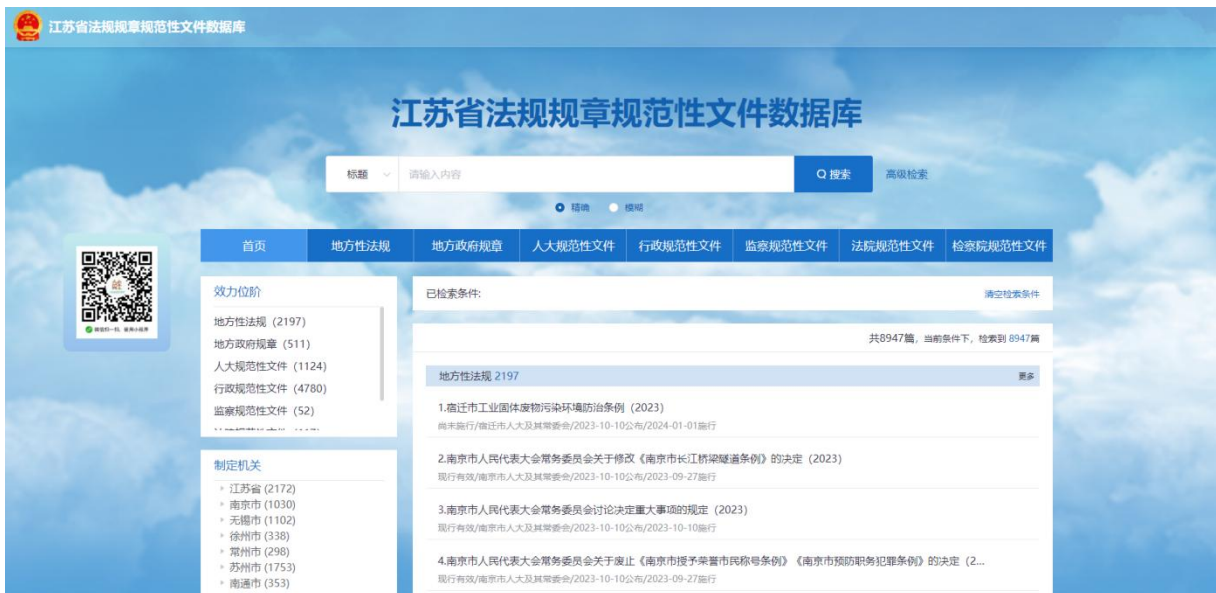 江苏省法规规章规范性文件数据库
江苏省法规规章规范性文件数据库
标题 请输入内容 搜索 高级检索
精确 模糊
首页 地方性法规 地方政府规章 人大规范性文件 行政规范性文件 监察规范性文件 法院规范性文件 检察院规范性文件
效力位阶
地方性法规 (2197)
地方政府规章 (511)
人大规范性文件 (1124)
行政规范性文件 (4780)
监察规范性文件 (52)
制定机关
江苏省 (2172)
南京市 (1030)
无锡市 (1102)
徐州市 (338)
常州市 (298)
苏州市 (1753)
南通市 (353)
已检索条件: 清空检索条件
共8947篇，当前条件下，检索到 8947篇
地方性法规 2197 更多
1.宿迁市工业固体废物污染环境防治条例 (2023)
尚未施行/宿迁市人大及其常委会/2023-10-10公布/2024-01-01施行
2.南京市人民代表大会常务委员会关于修改《南京市长江桥梁隧道条例》的决定 (2023)
现行有效/南京市人大及其常委会/2023-10-10公布/2023-09-27施行
3.南京市人民代表大会常务委员会讨论决定重大事项的规定 (2023)
现行有效/南京市人大及其常委会/2023-10-10公布/2023-10-10施行
4.南京市人民代表大会常务委员会关于废止《南京市授予荣誉市民称号条例》《南京市预防职务犯罪条例》的决定 (2...
现行有效/南京市人大及其常委会/2023-10-10公布/2023-09-27施行